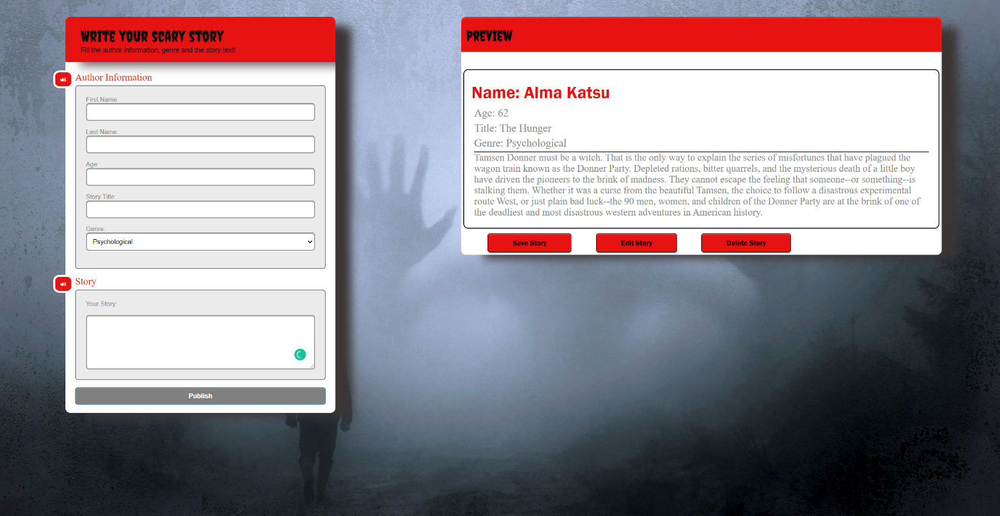 WRITE YOUR SCARY STORY
Fill the author information, genre and the story text!
Author Information
First Name:
Last Name:
Age:
Story Title:
Genre:
Psychological
Story
Your Story:
Publish
PREVIEW
Name: Alma Katsu
Age: 62
Title: The Hunger
Genre: Psychological
Tamsen Donner must be a witch. That is the only way to explain the series of misfortunes that have plagued the
wagon train known as the Donner Party. Depleted rations, bitter quarrels, and the mysterious death of a little boy
have driven the pioneers to the brink of madness. They cannot escape the feeling that someone--or something--is
stalking them. Whether it was a curse from the beautiful Tamsen, the choice to follow a disastrous experimental
route West, or just plain bad luck--the 90 men, women, and children of the Donner Party are at the brink of one of
the deadliest and most disastrous western adventures in American history.
Save Story
Edit Story
Delete Story